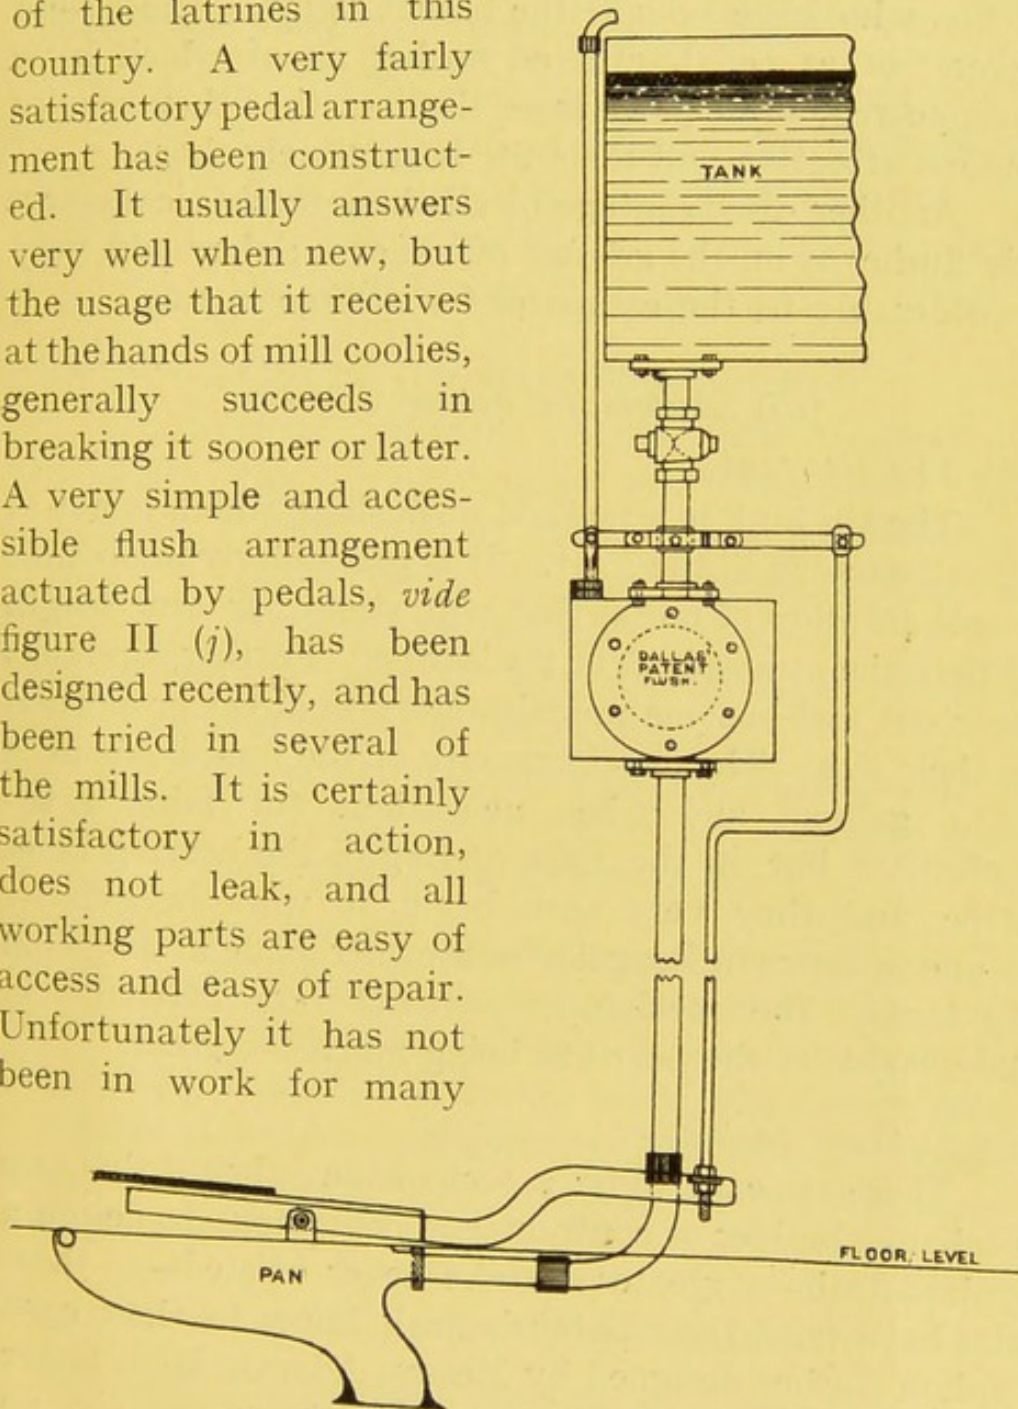 of the latrines in this
country. A very fairly
satisfactory pedal arrange-
ment has been construct-
ed. It usually answers
very well when new, but
the usage that it receives
at the hands of mill coolies,
generally succeeds in
breaking it sooner or later.
A very simple and acces-
sible flush arrangement
actuated by pedals, vide
figure II (j), has been
designed recently, and has
been tried in several of
the mills. It is certainly
satisfactory in action,
does not leak, and all
working parts are easy of
access and easy of repair.
Unfortunately it has not
been in work for many
TANK
DALLAS'
PATENT
FLUSH.
PAN
FLOOR. LEVEL